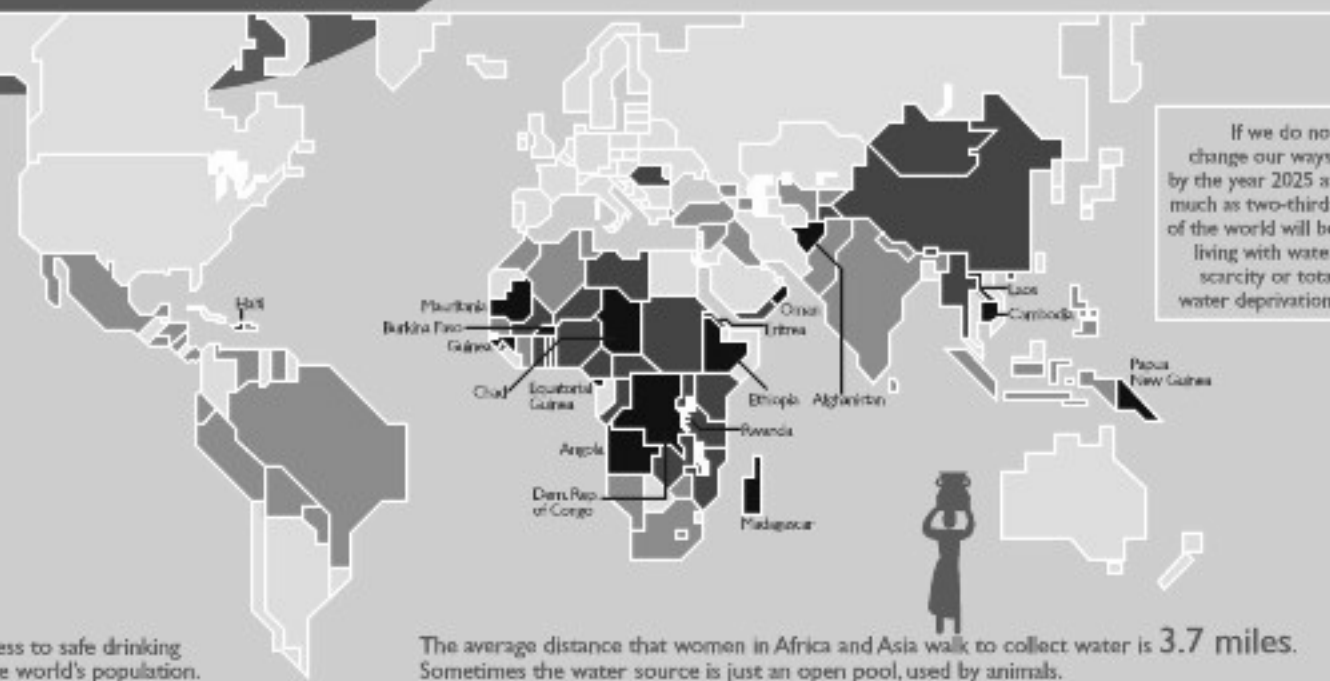 If we do no
change our ways
by the year 2025 a
much as two-third
of the world will be
living with wate
scarcity or tota
water deprivation
Haiti
Mauritania
Burkina Faso
Guinea
Chad
Equatorial
Guinea
Angola
Dem. Rep.
of Congo
Oman
Eritrea
Ethiopia
Afghanistan
Rwanda
Madagascar
Laos
Cambodia
Papua
New Guinea
ess to safe drinking
e world's population.
The average distance that women in Africa and Asia walk to collect water is 3.7 miles.
Sometimes the water source is just an open pool, used by animals.